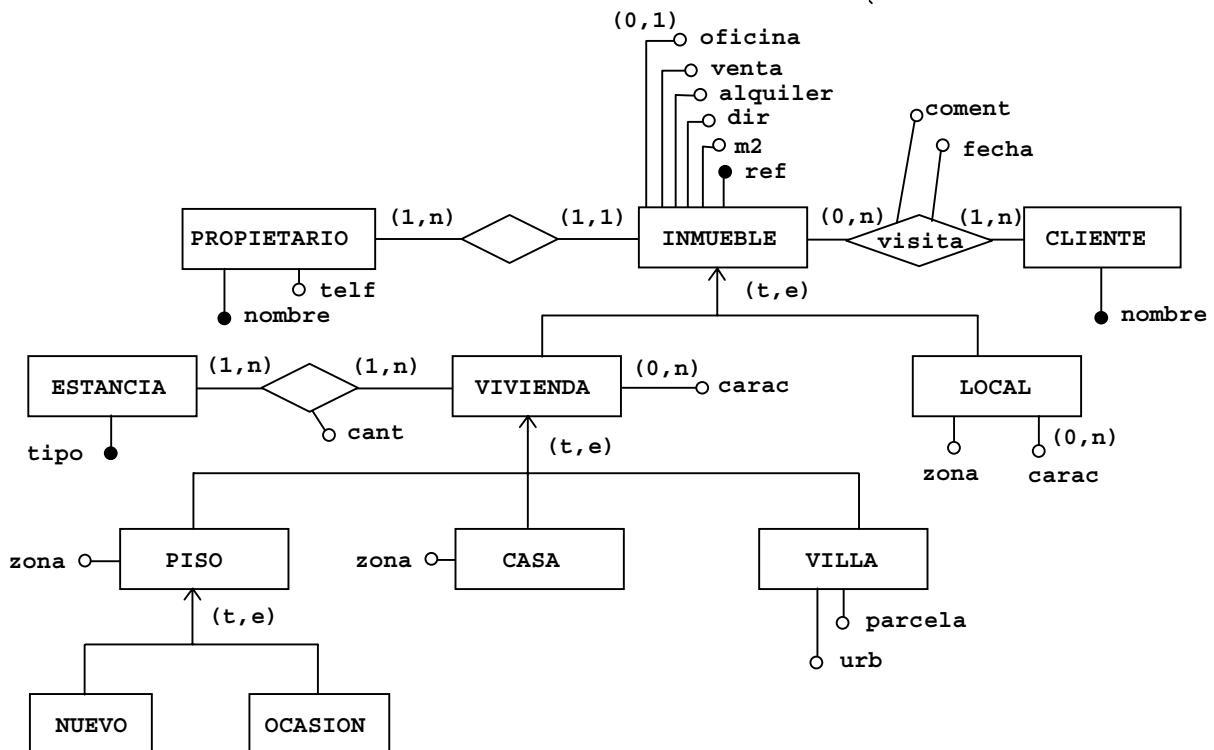 (0,1)
oficina
venta
alquiler
dir
m2
ref
coment
fecha
PROPIETARIO
(1,n)
(1,1)
INMUEBLE
(0,n)
visita
(1,n)
CLIENTE
telf
nombre
(t,e)
nombre
ESTANCIA
(1,n)
(1,n)
VIVIENDA
(0,n)
carac
LOCAL
cant
tipo
(t,e)
(0,n)
zona
carac
zona
PISO
zona
CASA
VILLA
(t,e)
parcela
urb
NUEVO
OCASION